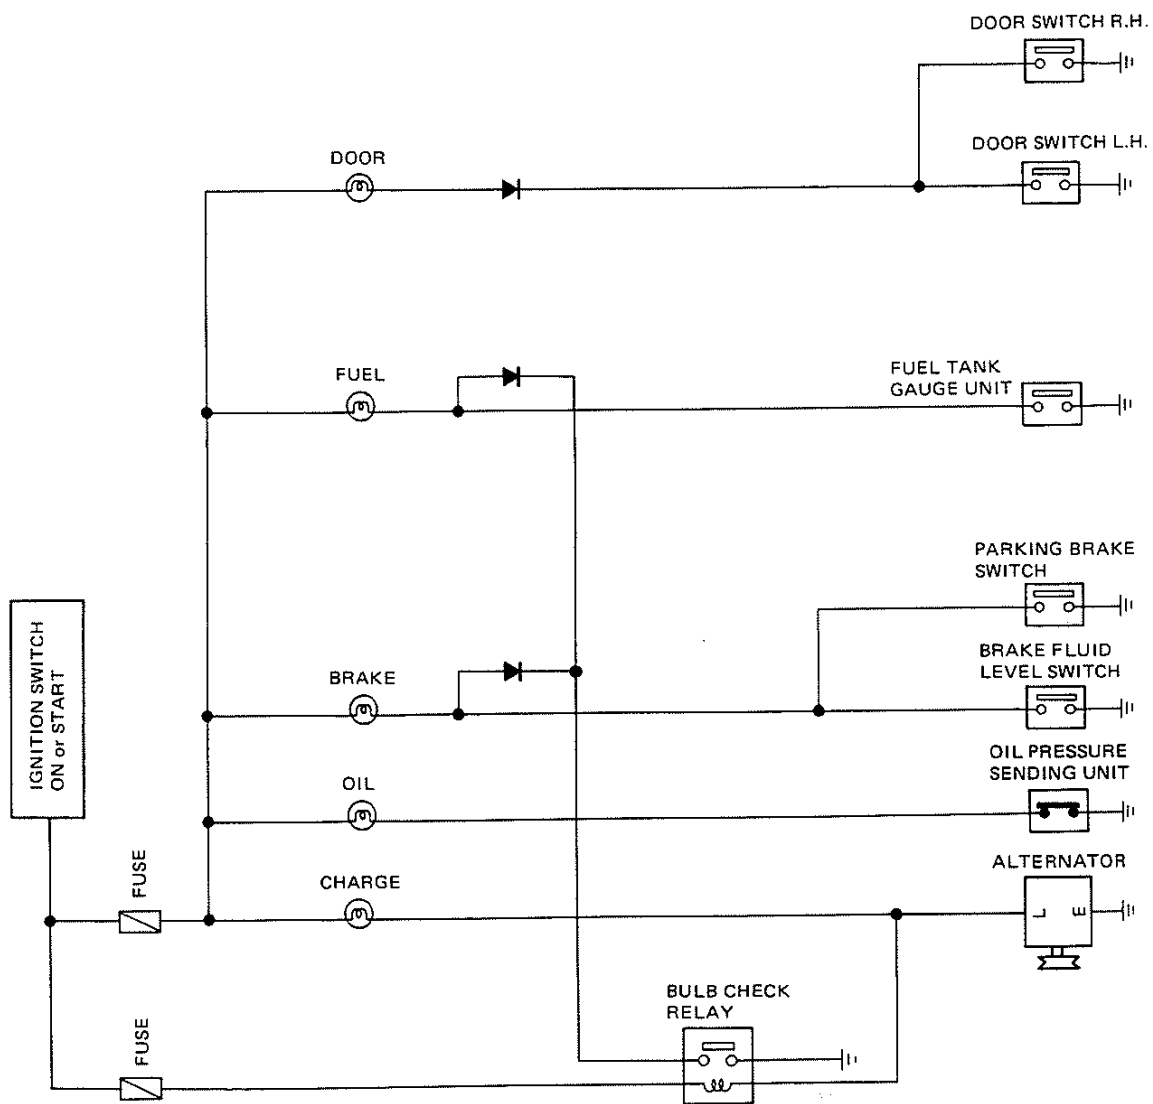 DOOR SWITCH R.H.
DOOR SWITCH L.H.
DOOR
FUEL
FUEL TANK
GAUGE UNIT
PARKING BRAKE
SWITCH
BRAKE FLUID
LEVEL SWITCH
BRAKE
IGNITION SWITCH
ON or START
OIL
OIL PRESSURE
SENDING UNIT
FUSE
CHARGE
ALTERNATOR
L
E
BULB CHECK
RELAY
FUSE